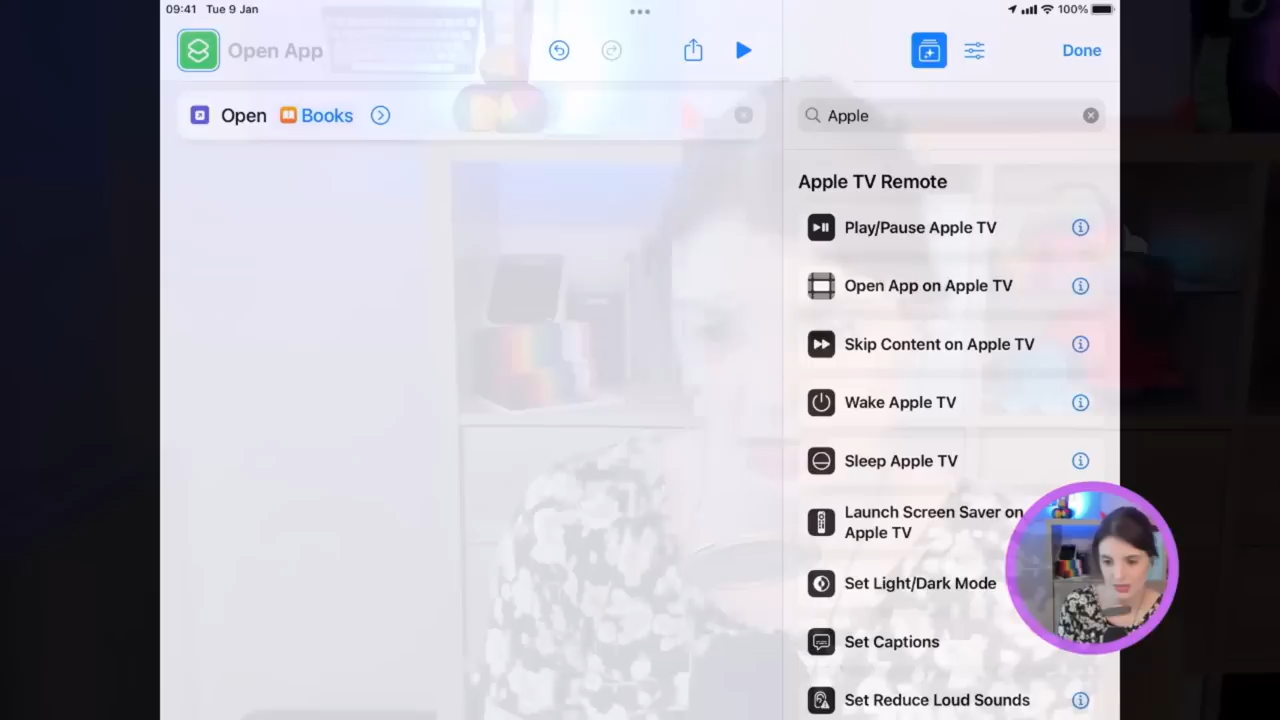 09:41 Tue 9 Jan
100%
Open App
Done
Open Books
Apple
Apple TV Remote
Play/Pause Apple TV
Open App on Apple TV
Skip Content on Apple TV
Wake Apple TV
Sleep Apple TV
Launch Screen Saver on
Apple TV
Set Light/Dark Mode
Set Captions
Set Reduce Loud Sounds